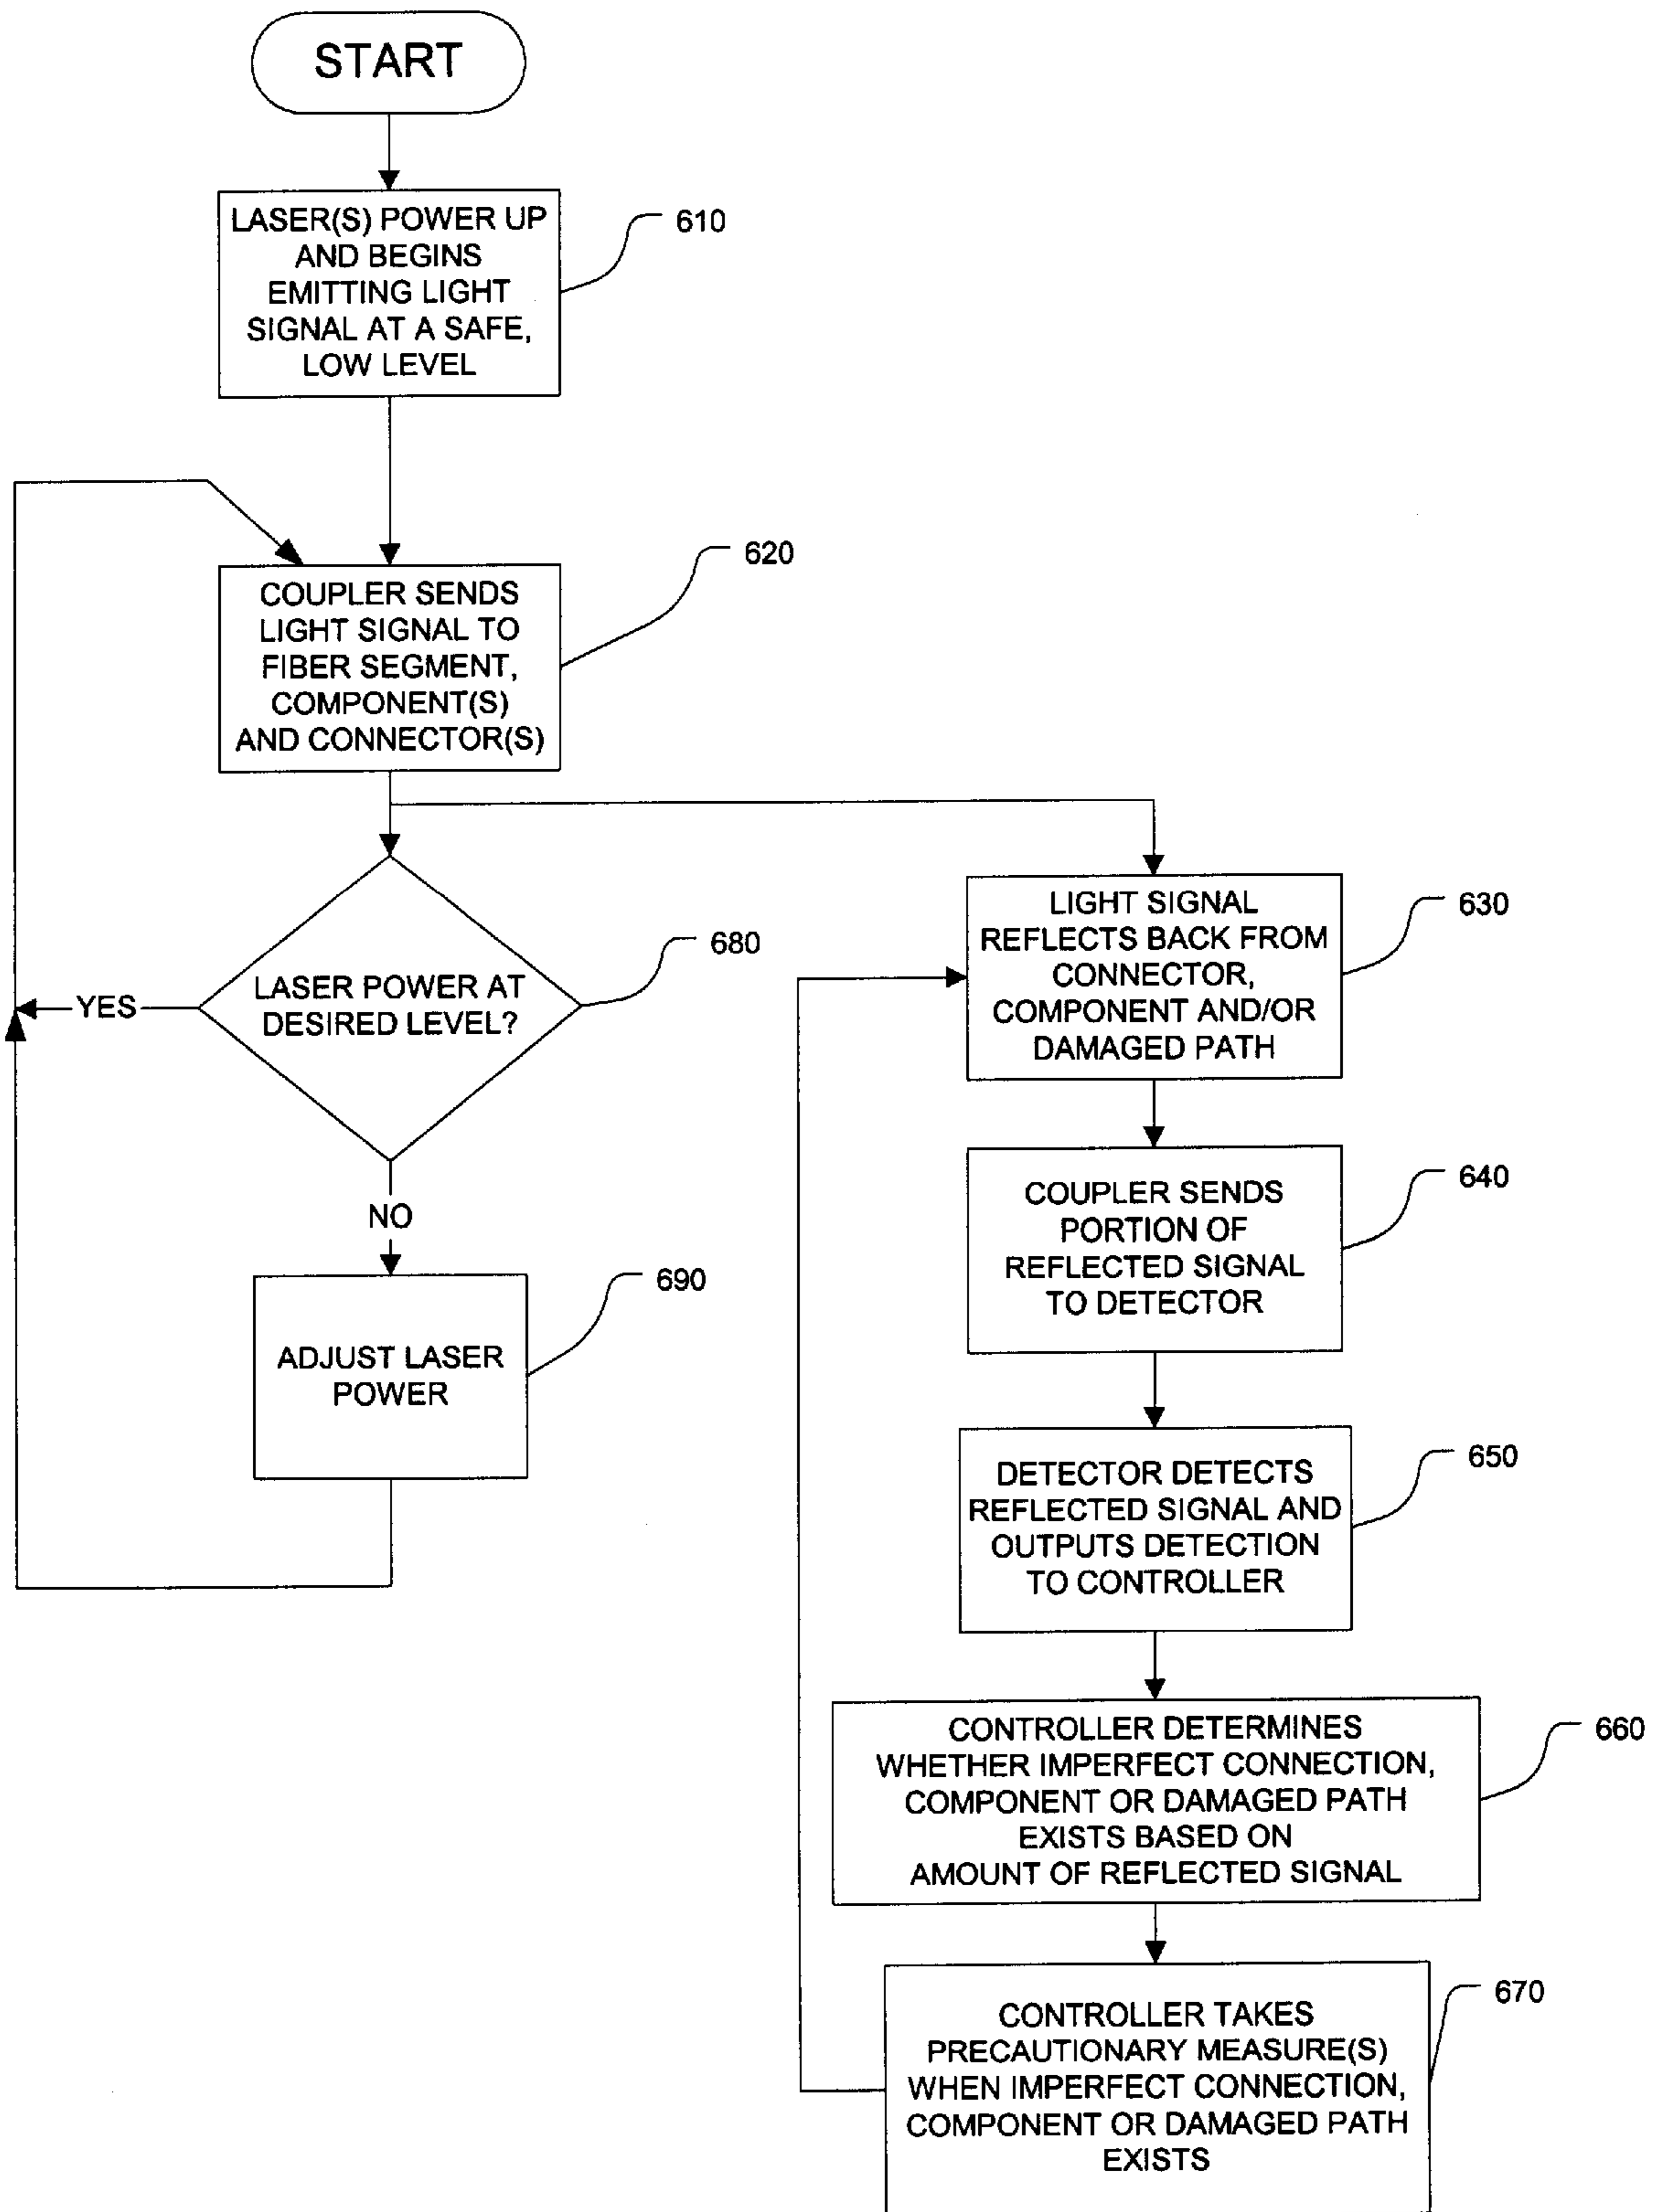 START
LASER(S) POWER UP
AND BEGINS
EMITTING LIGHT
SIGNAL AT A SAFE,
LOW LEVEL
610
COUPLER SENDS
LIGHT SIGNAL TO
FIBER SEGMENT,
COMPONENT(S)
AND CONNECTOR(S)
620
LASER POWER AT
DESIRED LEVEL?
680
YES
NO
ADJUST LASER
POWER
690
LIGHT SIGNAL
REFLECTS BACK FROM
CONNECTOR,
COMPONENT AND/OR
DAMAGED PATH
630
COUPLER SENDS
PORTION OF
REFLECTED SIGNAL
TO DETECTOR
640
DETECTOR DETECTS
REFLECTED SIGNAL AND
OUTPUTS DETECTION
TO CONTROLLER
650
CONTROLLER DETERMINES
WHETHER IMPERFECT CONNECTION,
COMPONENT OR DAMAGED PATH
EXISTS BASED ON
AMOUNT OF REFLECTED SIGNAL
660
CONTROLLER TAKES
PRECAUTIONARY MEASURE(S)
WHEN IMPERFECT CONNECTION,
COMPONENT OR DAMAGED PATH
EXISTS
670